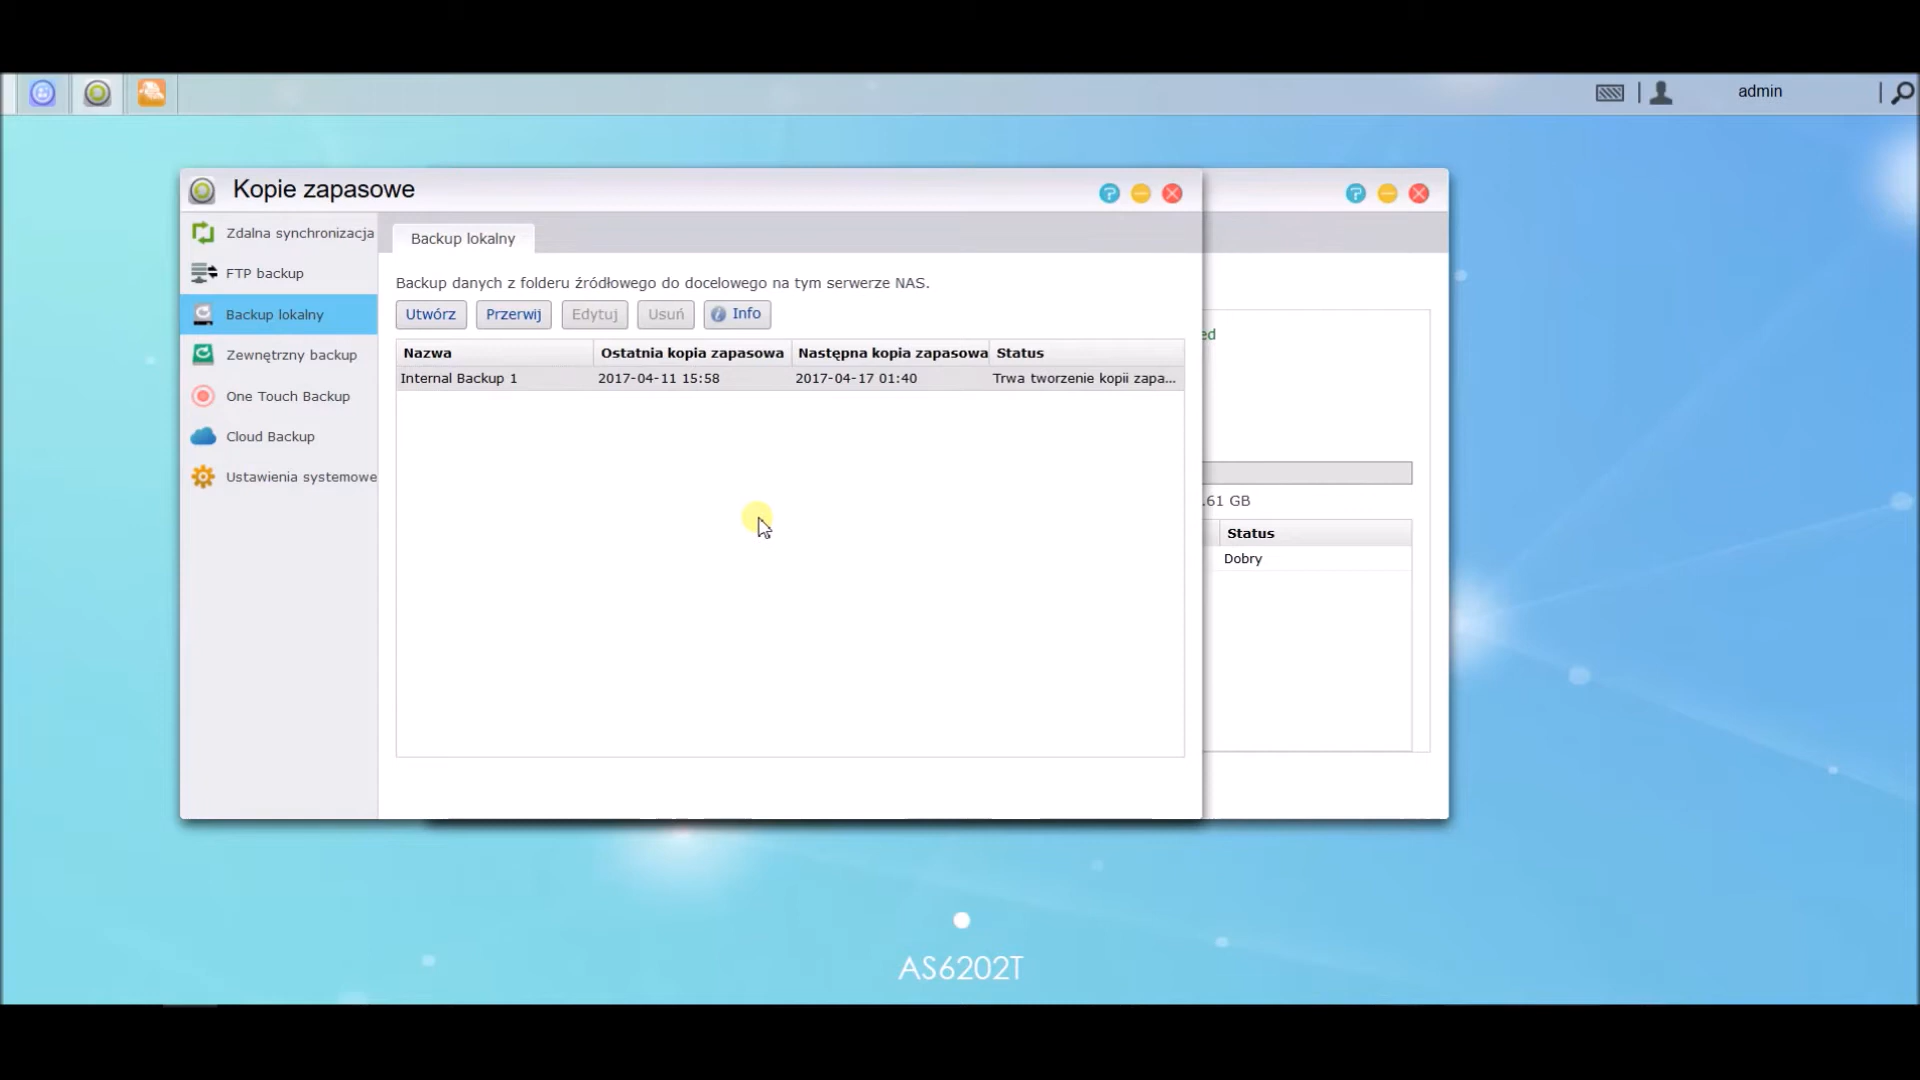 admin
Kopie zapasowe
Zdalna synchronizacja
FTP backup
Backup lokalny
Zewnętrzny backup
One Touch Backup
Cloud Backup
Ustawienia systemowe
Backup lokalny
Backup danych z folderu źródłowego do docelowego na tym serwerze NAS.
Utwórz Przerwij Edytuj Usuń Info
Nazwa Ostatnia kopia zapasowa Następna kopia zapasowa Status
Internal Backup 1 2017-04-11 15:58 2017-04-17 01:40 Trwa tworzenie kopii zapa...
ed
.61 GB
Status
Dobry
AS6202T